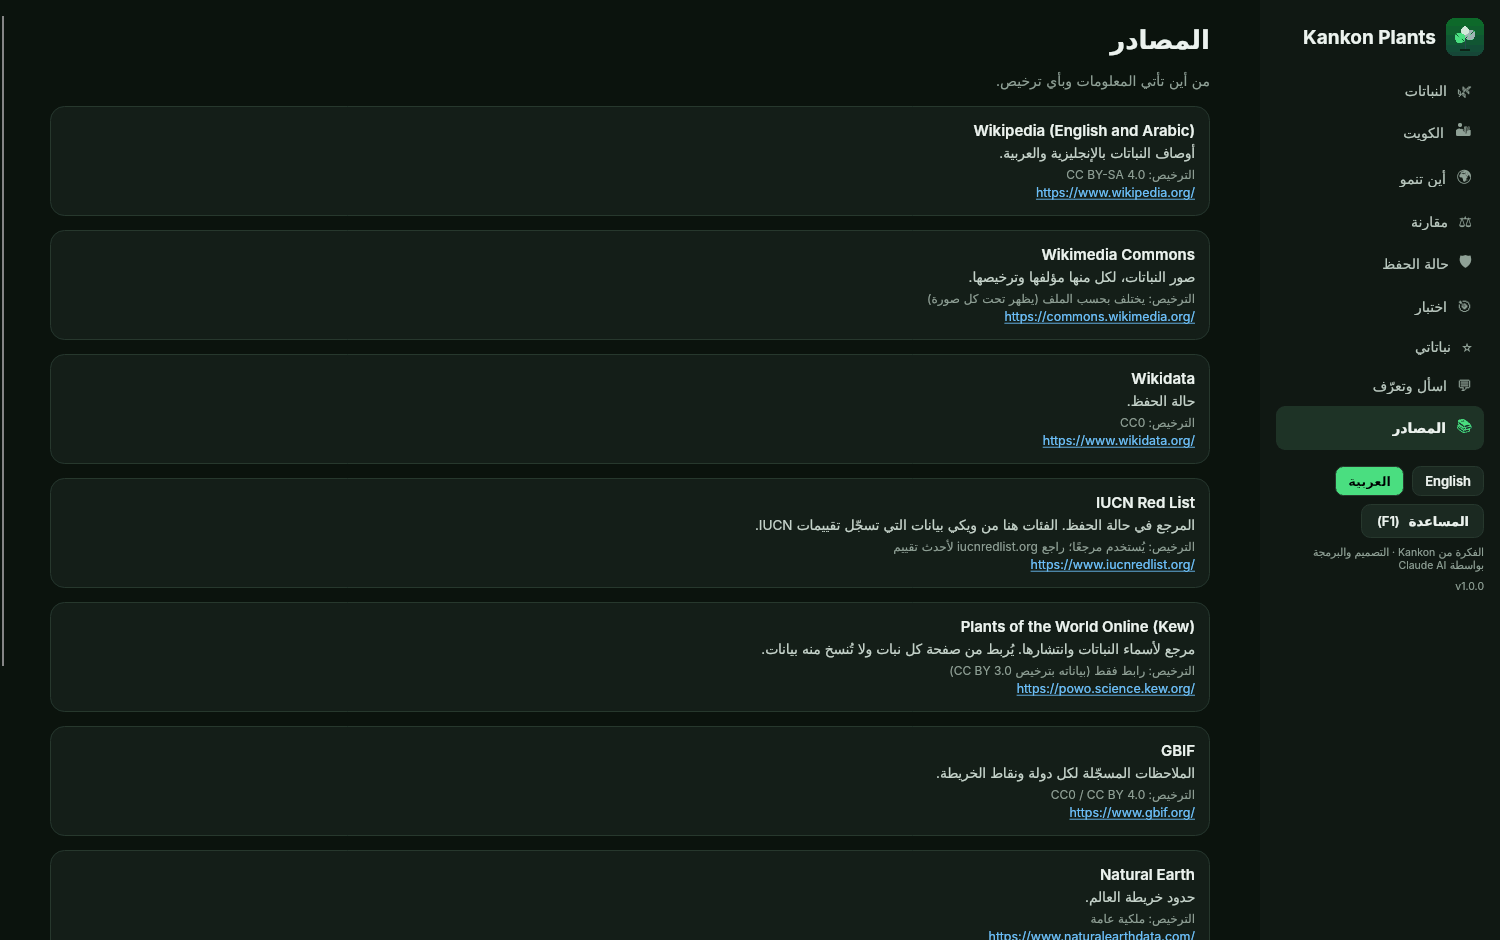 Kankon Plants
النباتات
الكويت
أين تنمو
مقارنة
حالة الحفظ
اختبار
نباتاتي
اسأل وتعرّف
المصادر
English
العربية
المساعدة (F1)
الفكرة من Kankon · التصميم والبرمجة
بواسطة Claude AI
v1.0.0
المصادر
من أين تأتي المعلومات وبأي ترخيص.
Wikipedia (English and Arabic)
أوصاف النباتات بالإنجليزية والعربية.
الترخيص: CC BY-SA 4.0
https://www.wikipedia.org/
Wikimedia Commons
صور النباتات، لكل منها مؤلفها وترخيصها.
الترخيص: يختلف بحسب الملف (يظهر تحت كل صورة)
https://commons.wikimedia.org/
Wikidata
حالة الحفظ.
الترخيص: CC0
https://www.wikidata.org/
IUCN Red List
المرجع في حالة الحفظ. الفئات هنا من ويكي بيانات التي تسجّل تقييمات IUCN.
الترخيص: يُستخدم مرجعًا؛ راجع iucnredlist.org لأحدث تقييم
https://www.iucnredlist.org/
Plants of the World Online (Kew)
مرجع لأسماء النباتات وانتشارها. يُربط من صفحة كل نبات ولا تُنسخ منه بيانات.
الترخيص: رابط فقط (بياناته بترخيص CC BY 3.0)
https://powo.science.kew.org/
GBIF
الملاحظات المسجّلة لكل دولة ونقاط الخريطة.
الترخيص: CC0 / CC BY 4.0
https://www.gbif.org/
Natural Earth
حدود خريطة العالم.
الترخيص: ملكية عامة
https://www.naturalearthdata.com/